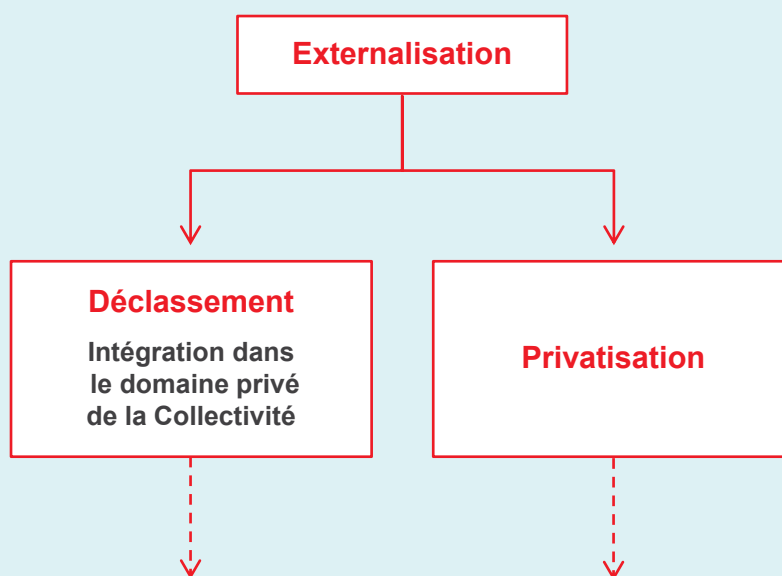 Externalisation
Déclassement
Intégration dans
le domaine privé
de la Collectivité
Privatisation